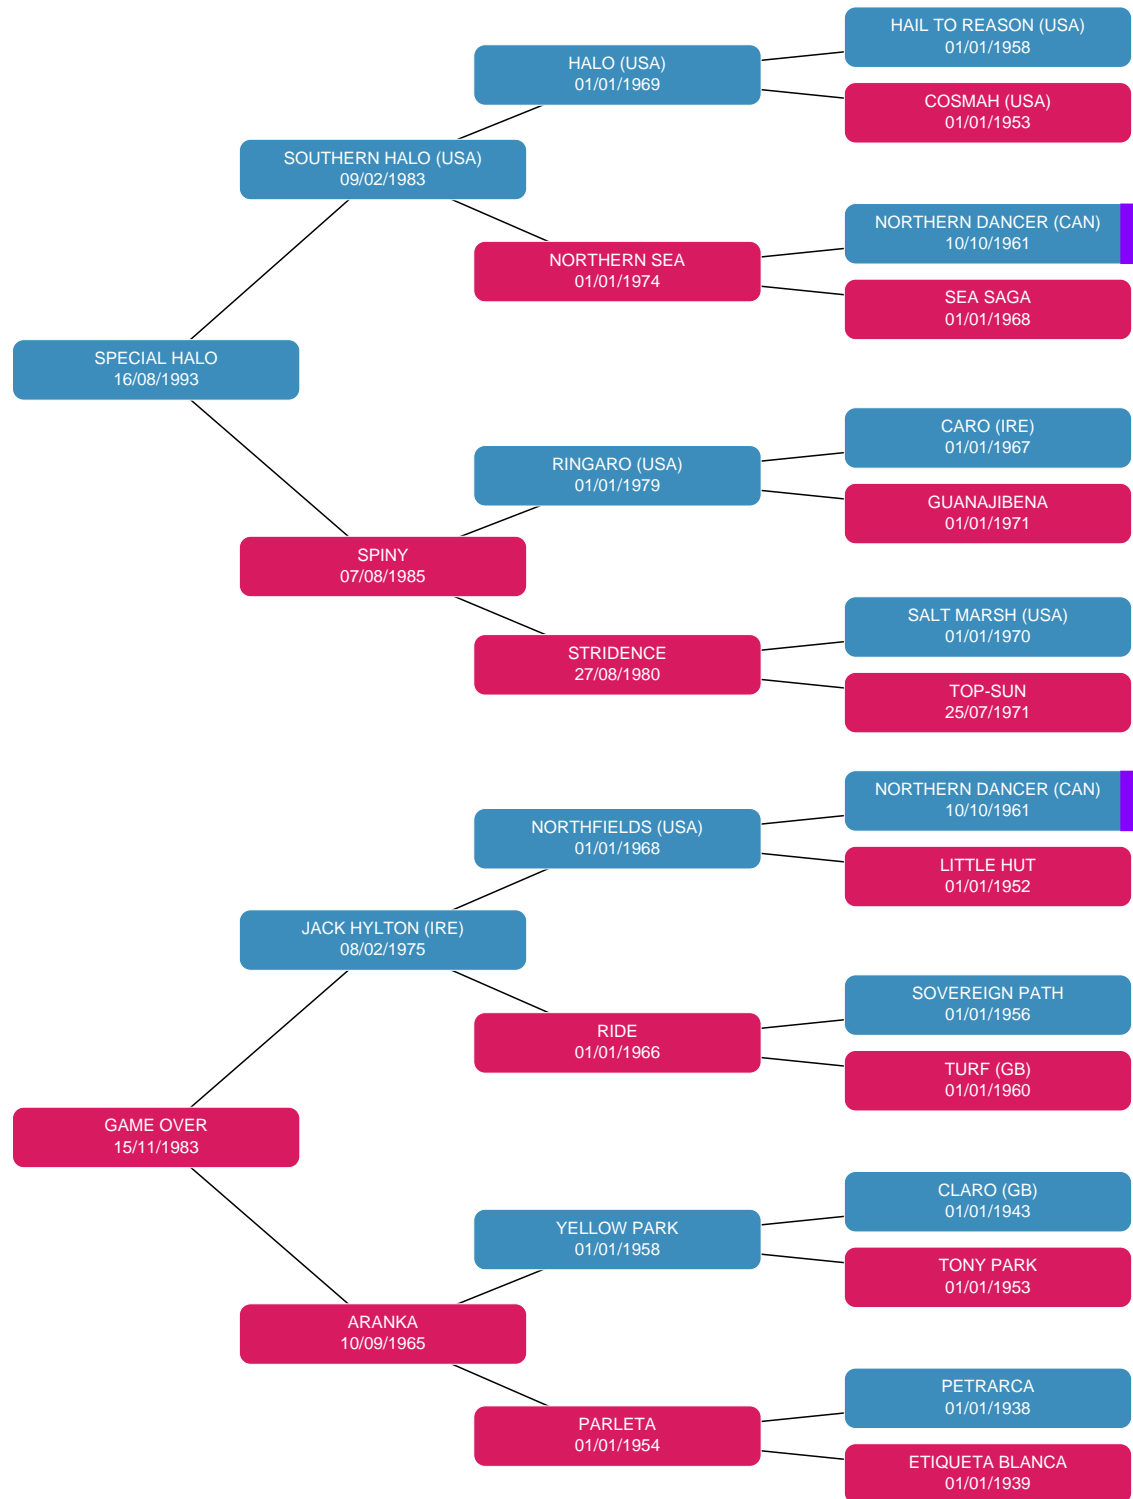 HAIL TO REASON (USA)
01/01/1958
HALO (USA)
01/01/1969
COSMAH (USA)
01/01/1953
SOUTHERN HALO (USA)
09/02/1983
NORTHERN DANCER (CAN)
10/10/1961
NORTHERN SEA
01/01/1974
SEA SAGA
01/01/1968
SPECIAL HALO
16/08/1993
CARO (IRE)
01/01/1967
RINGARO (USA)
01/01/1979
GUANAJIBENA
01/01/1971
SPINY
07/08/1985
SALT MARSH (USA)
01/01/1970
STRIDENCE
27/08/1980
TOP-SUN
25/07/1971
NORTHERN DANCER (CAN)
10/10/1961
NORTHFIELDS (USA)
01/01/1968
LITTLE HUT
01/01/1952
JACK HYLTON (IRE)
08/02/1975
SOVEREIGN PATH
01/01/1956
RIDE
01/01/1966
TURF (GB)
01/01/1960
GAME OVER
15/11/1983
CLARO (GB)
01/01/1943
YELLOW PARK
01/01/1958
TONY PARK
01/01/1953
ARANKA
10/09/1965
PETRARCA
01/01/1938
PARLETA
01/01/1954
ETIQUETA BLANCA
01/01/1939